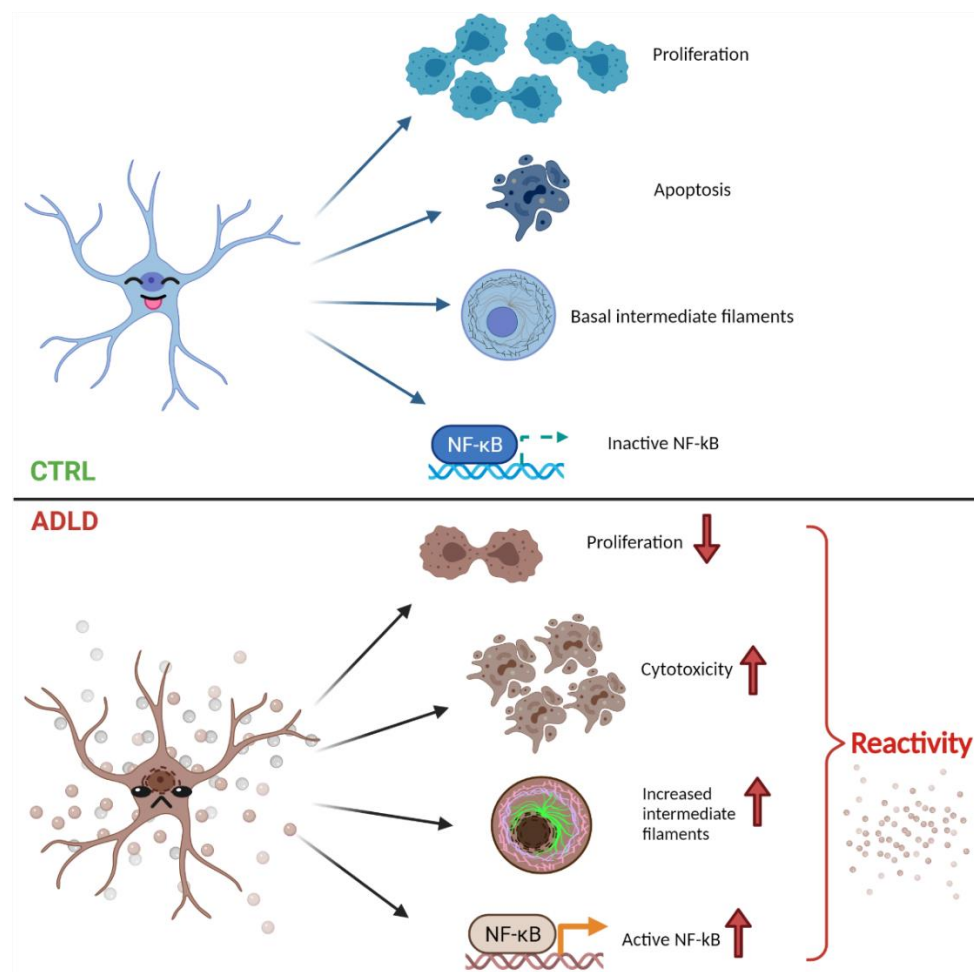 Proliferation
Apoptosis
Basal intermediate filaments
NF-κB
Inactive NF-kB
CTRL
ADLD
Proliferation
Cytotoxicity
Reactivity
Increased
intermediate
filaments
NF-κB
Active NF-kB